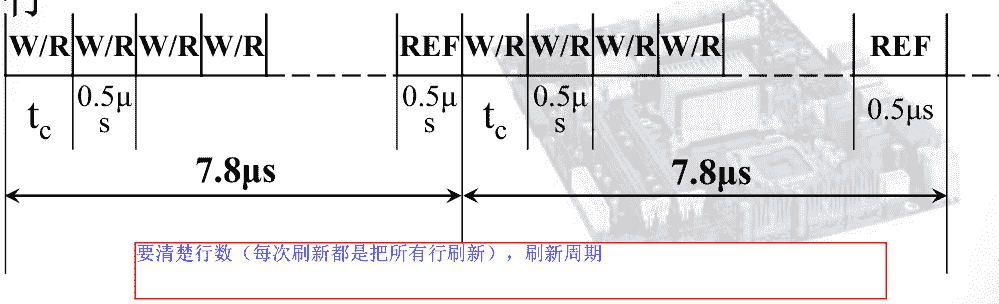 行
W/R W/R W/R W/R REF W/R W/R W/R W/R REF
tc 0.5μs 0.5μs tc 0.5μs 0.5μs
7.8μs 7.8μs
要清楚行数（每次刷新都是把所有行刷新），刷新周期